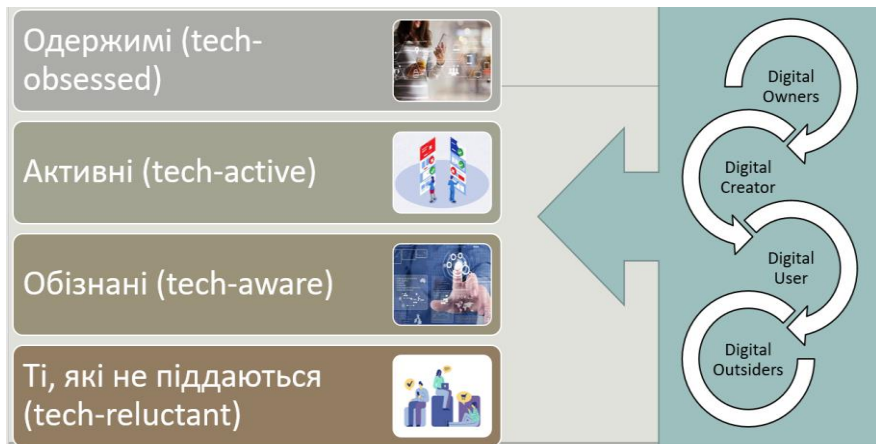 Одержимі (tech-
obsessed)
Активні (tech-active)
Обізнані (tech-aware)
Ті, які не піддаються
(tech-reluctant)
Digital
Owners
Digital
Creator
Digital
User
Digital
Outsiders